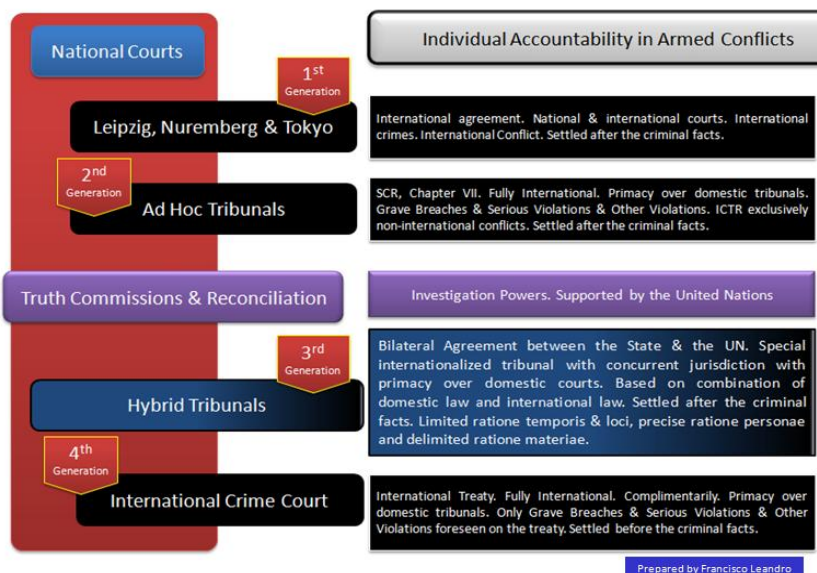 National Courts
Individual Accountability in Armed Conflicts
1st
Generation
Leipzig, Nuremberg & Tokyo
International agreement. National & international courts. International
crimes. International Conflict. Settled after the criminal facts.
2nd
Generation
Ad Hoc Tribunals
SCR, Chapter VII. Fully International. Primacy over domestic tribunals.
Grave Breaches & Serious Violations & Other Violations. ICTR exclusively
non-international conflicts. Settled after the criminal facts.
Truth Commissions & Reconciliation
Investigation Powers. Supported by the United Nations
3rd
Generation
Hybrid Tribunals
Bilateral Agreement between the State & the UN. Special
internationalized tribunal with concurrent jurisdiction with
primacy over domestic courts. Based on combination of
domestic law and international law. Settled after the criminal
facts. Limited ratione temporis & loci, precise ratione personae
and delimited ratione materiae.
4th
Generation
International Crime Court
International Treaty. Fully International. Complimentarily. Primacy over
domestic tribunals. Only Grave Breaches & Serious Violations & Other
Violations foreseen on the treaty. Settled before the criminal facts.
Prepared by Francisco Leandro